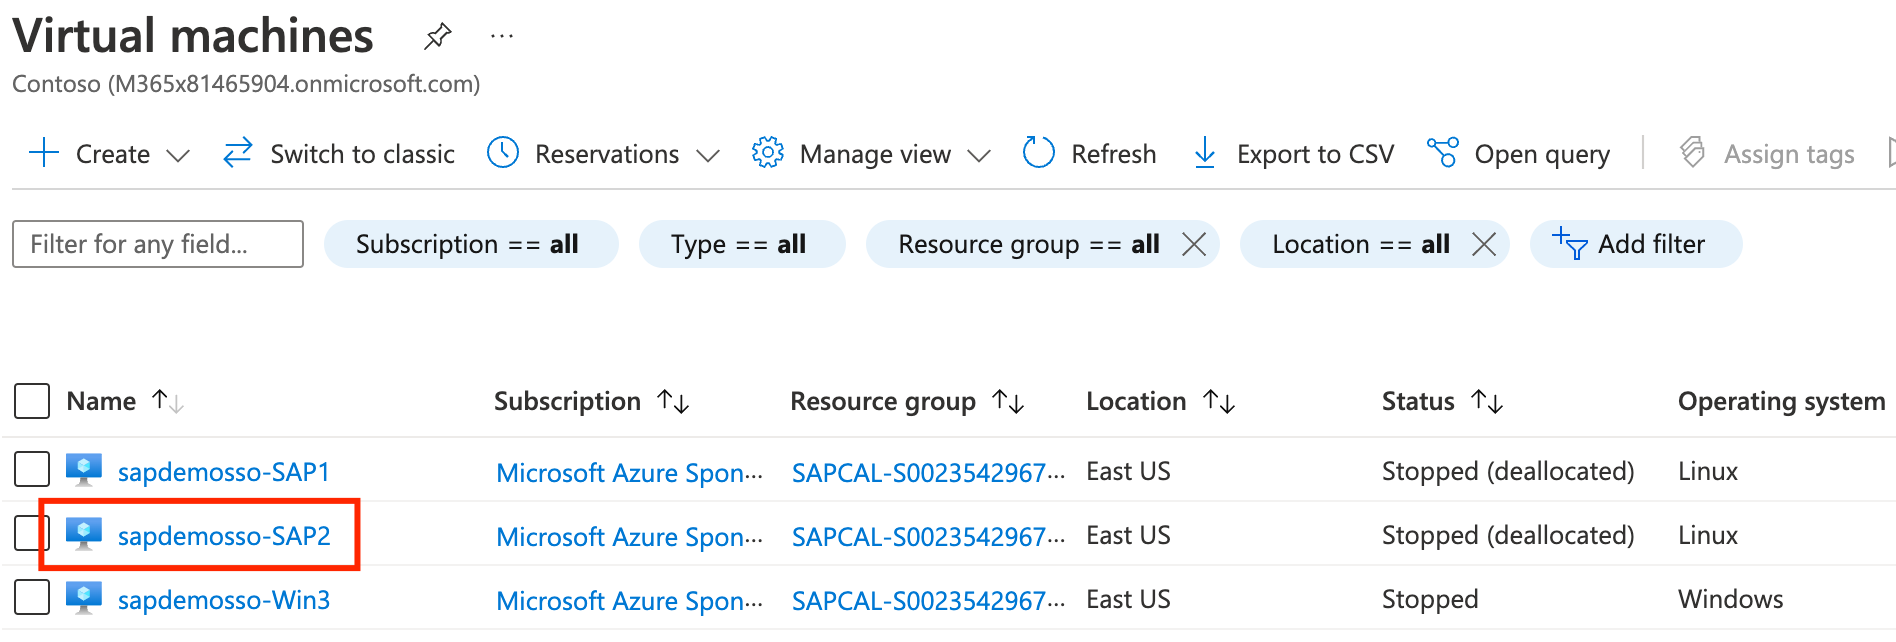 Virtual machines ...
Contoso (M365x81465904.onmicrosoft.com)
Create Switch to classic Reservations Manage view Refresh Export to CSV Open query Assign tags
Filter for any field... Subscription == all Type == all Resource group == all Location == all Add filter
Name Subscription Resource group Location Status Operating system
sapdemosso-SAP1 Microsoft Azure Spon... SAPCAL-S0023542967... East US Stopped (deallocated) Linux
sapdemosso-SAP2 Microsoft Azure Spon... SAPCAL-S0023542967... East US Stopped (deallocated) Linux
sapdemosso-Win3 Microsoft Azure Spon... SAPCAL-S0023542967... East US Stopped Windows